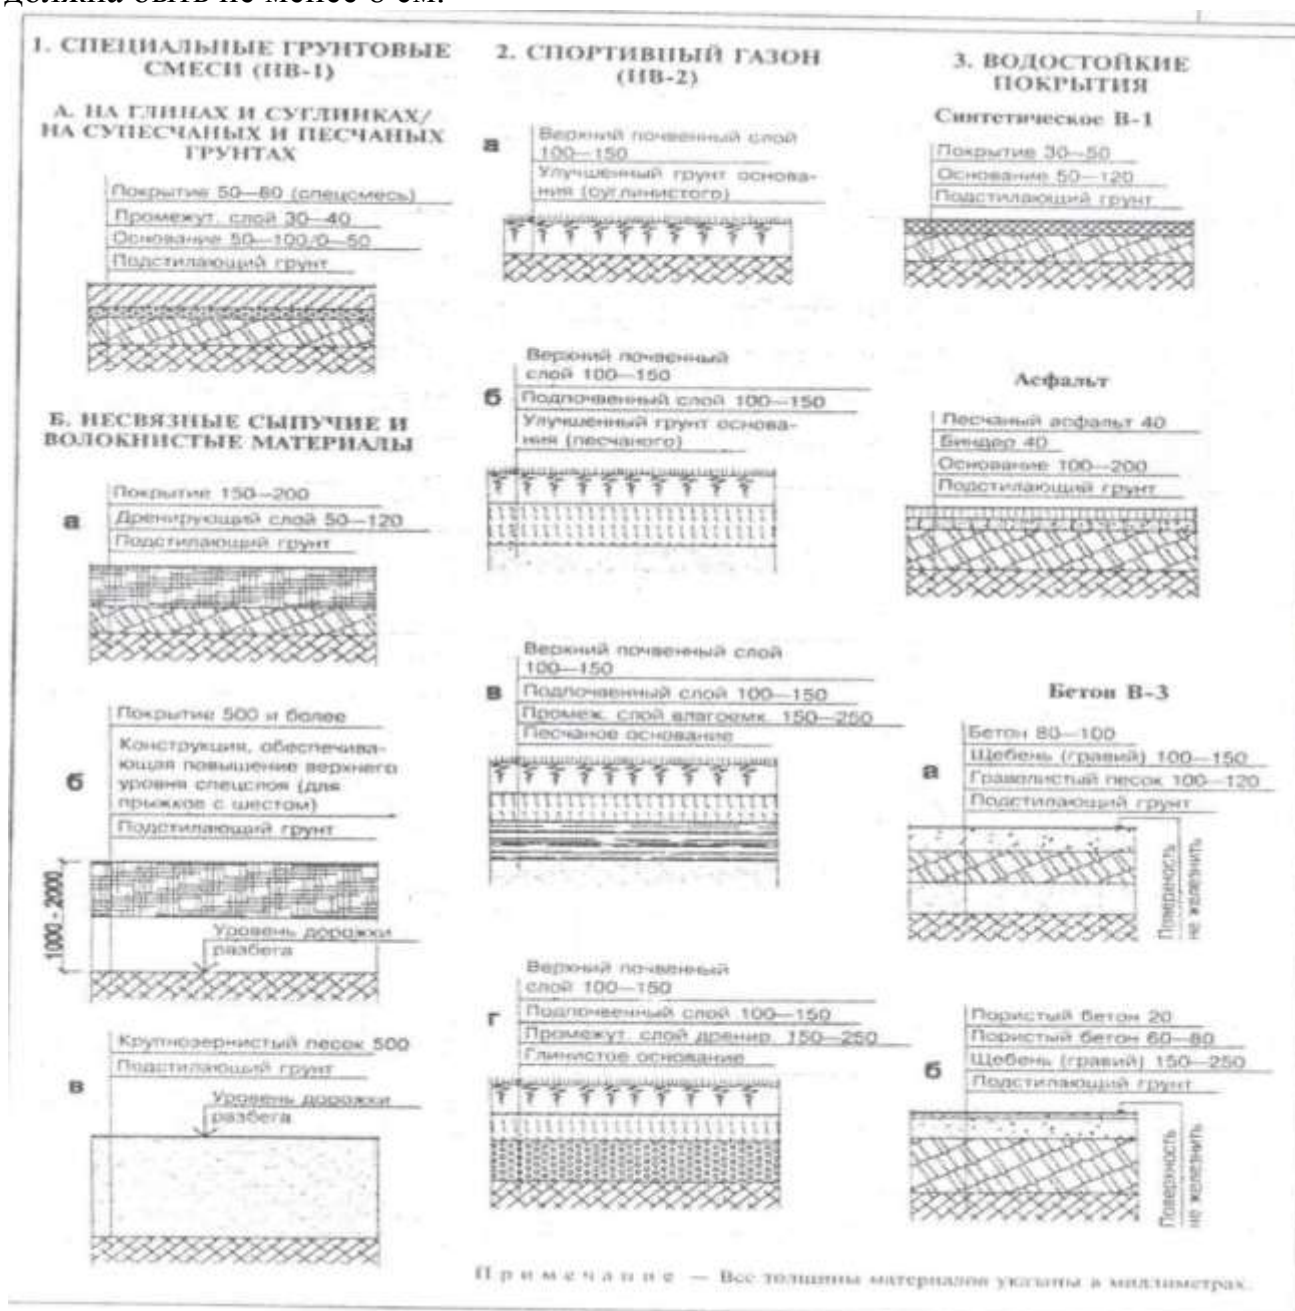 должна быть не менее 8 см.
1. СПЕЦИАЛЬНЫЕ ГРУНТОВЫЕ
СМЕСИ (НВ-1)
А. НА ГЛИНАХ И СУГЛИНКАХ/
НА СУПЕСЧАНЫХ И ПЕСЧАНЫХ
ГРУНТАХ
Покрытие 50—80 (спецсмесь)
Промежут. слой 30—40
Основание 50—100/0—50
Подстилающий грунт
Б. НЕСВЯЗНЫЕ СЫПУЧИЕ И
ВОЛОКНИСТЫЕ МАТЕРИАЛЫ
а
Покрытие 150—200
Дренирующий слой 50—120
Подстилающий грунт
б
Покрытие 500 и более
Конструкция, обеспечива-
ющая повышение верхнего
уровня спецслоя (для
прыжков с шестом)
Подстилающий грунт
1000 - 2000
Уровень дорожки
разбега
в
Крупнозернистый песок 500
Подстилающий грунт
Уровень дорожки
разбега
2. СПОРТИВНЫЙ ГАЗОН
(НВ-2)
а
Верхний почвенный слой
100—150
Улучшенный грунт основа-
ния (суглинистого)
б
Верхний почвенный
слой 100—150
Подпочвенный слой 100—150
Улучшенный грунт основа-
ния (песчаного)
в
Верхний почвенный слой
100—150
Подпочвенный слой 100—150
Промеж. слой влагоемк. 150—250
Песчаное основание
г
Верхний почвенный
слой 100—150
Подпочвенный слой 100—150
Промежут. слой дренир. 150—250
Глинистое основание
3. ВОДОСТОЙКИЕ
ПОКРЫТИЯ
Синтетическое В-1
Покрытие 30—50
Основание 50—120
Подстилающий грунт
Асфальт
Песчаный асфальт 40
Биндер 40
Основание 100—200
Подстилающий грунт
Бетон В-3
а
Бетон 80—100
Щебень (гравий) 100—150
Гравелистый песок 100—120
Подстилающий грунт
Поверхность
не железнить
б
Пористый бетон 20
Пористый бетон 60—80
Щебень (гравий) 150—250
Подстилающий грунт
Поверхность
не железнить
Примечание — Все толщины материалов указаны в миллиметрах.